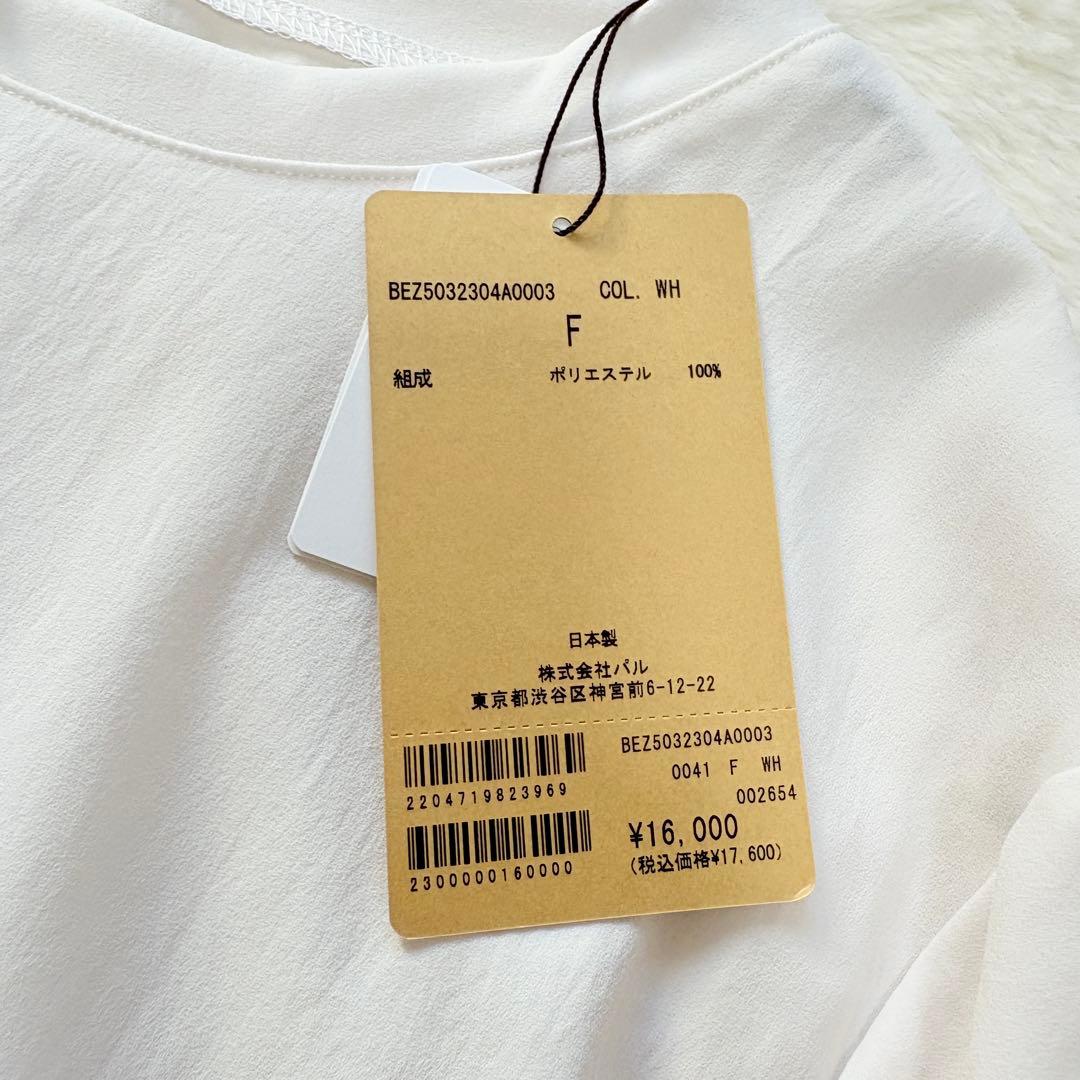 BEZ5032304A0003 COL. WH
F
組成 ポリエステル 100%
日本製
株式会社パル
東京都渋谷区神宮前6-12-22
BEZ5032304A0003
0041 F WH
002654
2204719823969
¥16,000
(税込価格¥17,600)
2300000160000